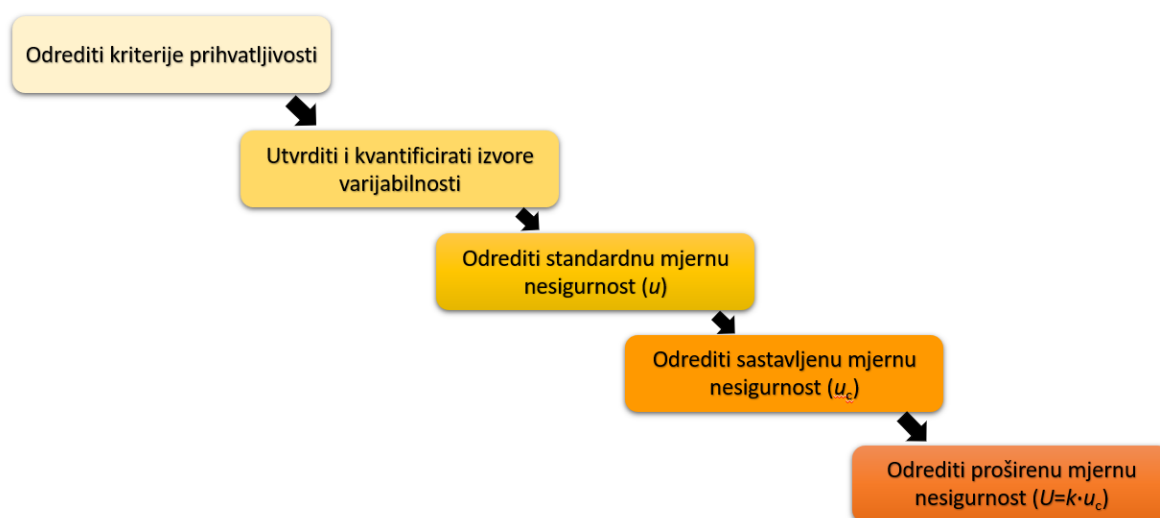 Odrediti kriterije prihvatljivosti
Utvrditi i kvantificirati izvore
varijabilnosti
Odrediti standardnu mjernu
nesigurnost (u)
Odrediti sastavljenu mjernu
nesigurnost (uc)
Odrediti proširenu mjernu
nesigurnost (U=k·uc)